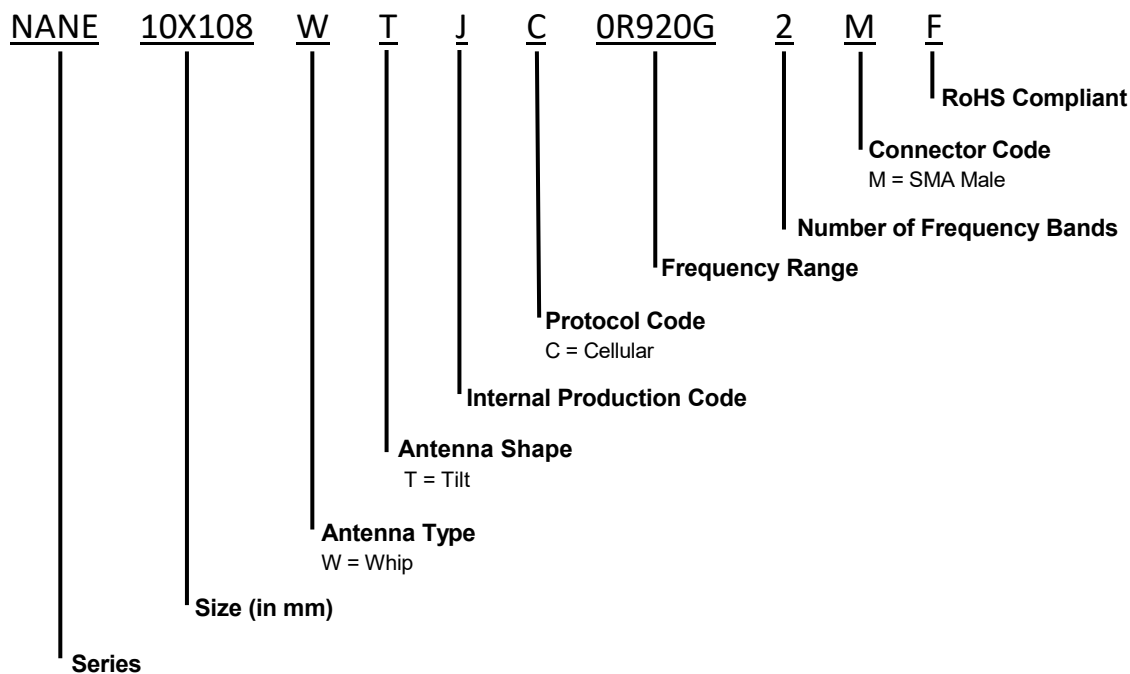 NANE 10X108 W T J C 0R920G 2 M F
RoHS Compliant
Connector Code
M = SMA Male
Number of Frequency Bands
Frequency Range
Protocol Code
C = Cellular
Internal Production Code
Antenna Shape
T = Tilt
Antenna Type
W = Whip
Size (in mm)
Series